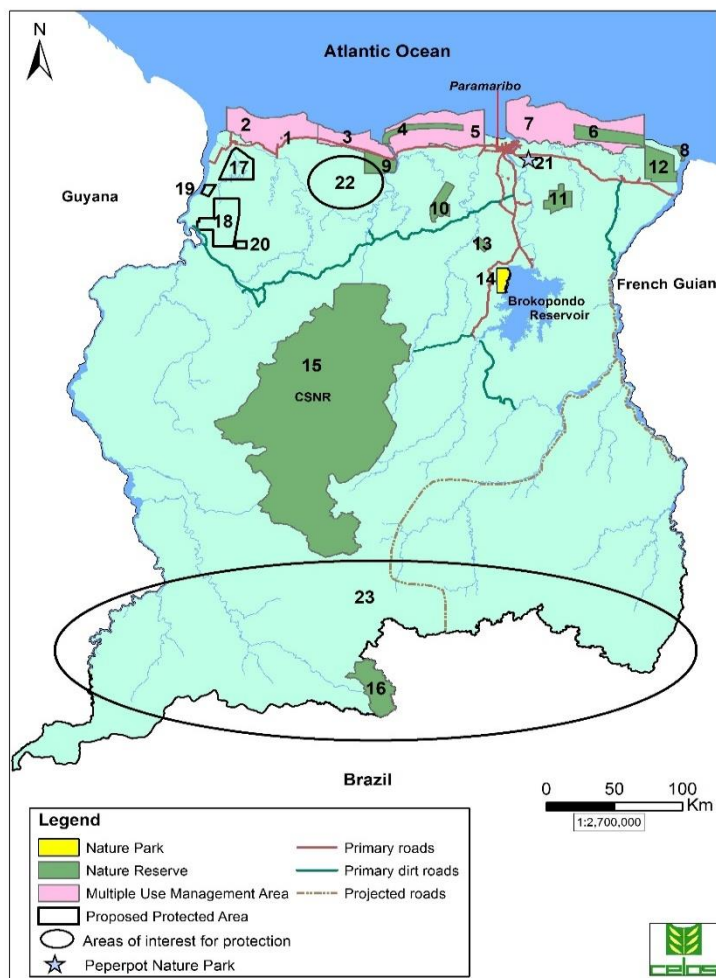 Atlantic Ocean
N
Paramaribo
2
1
3
4
5
7
6
8
9
12
17
22
21
19
10
11
Guyana
18
20
13
14
French Guian
Brokopondo
Reservoir
15
CSNR
23
16
Brazil
0 50 100
Km
1:2,700,000
Legend
Nature Park
Nature Reserve
Multiple Use Management Area
Proposed Protected Area
Areas of interest for protection
Peperpot Nature Park
Primary roads
Primary dirt roads
Projected roads
celos